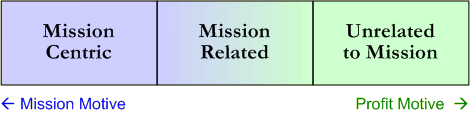 Mission Mission Unrelated
Centric Related to Mission
← Mission Motive Profit Motive →